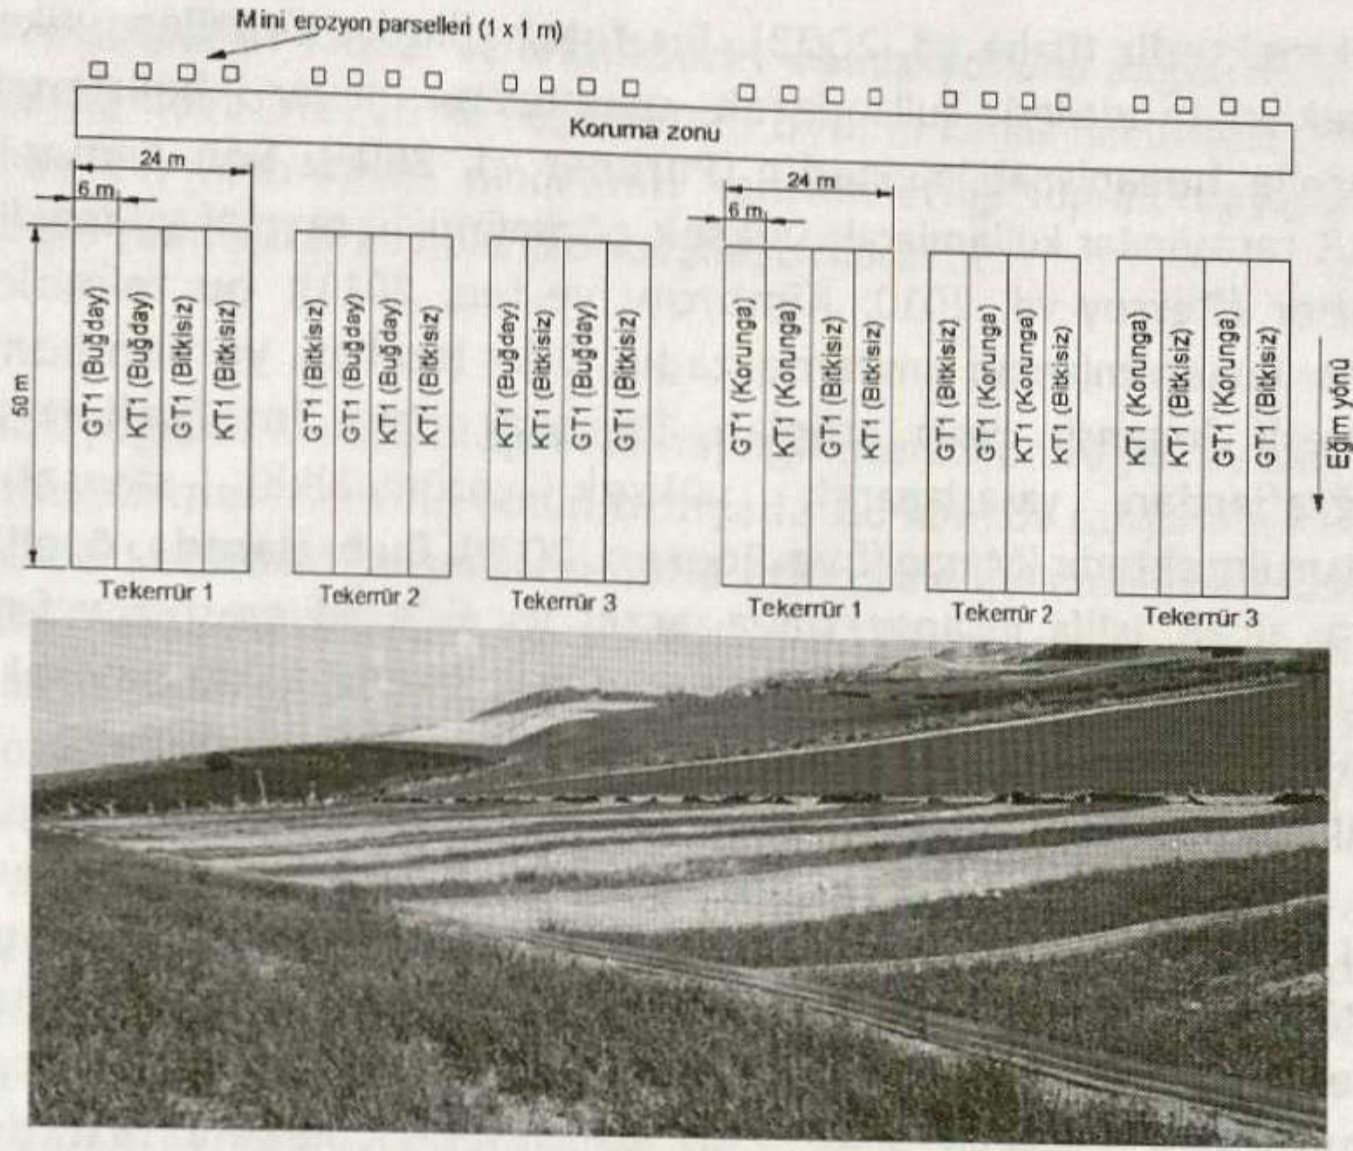 Mini erozyon parselleri (1 x 1 m)
Koruma zonu
24 m
6 m
24 m
6 m
50 m
GT1 (Buğday)
KT1 (Buğday)
GT1 (Bitkisiz)
KT1 (Bitkisiz)
GT1 (Bitkisiz)
GT1 (Buğday)
KT1 (Buğday)
KT1 (Bitkisiz)
KT1 (Buğday)
KT1 (Bitkisiz)
GT1 (Buğday)
GT1 (Bitkisiz)
GT1 (Korunga)
KT1 (Korunga)
GT1 (Bitkisiz)
KT1 (Bitkisiz)
GT1 (Bitkisiz)
GT1 (Korunga)
KT1 (Korunga)
KT1 (Bitkisiz)
KT1 (Korunga)
KT1 (Bitkisiz)
GT1 (Korunga)
GT1 (Bitkisiz)
Eğim yönü
Tekerrür 1
Tekerrür 2
Tekerrür 3
Tekerrür 1
Tekerrür 2
Tekerrür 3